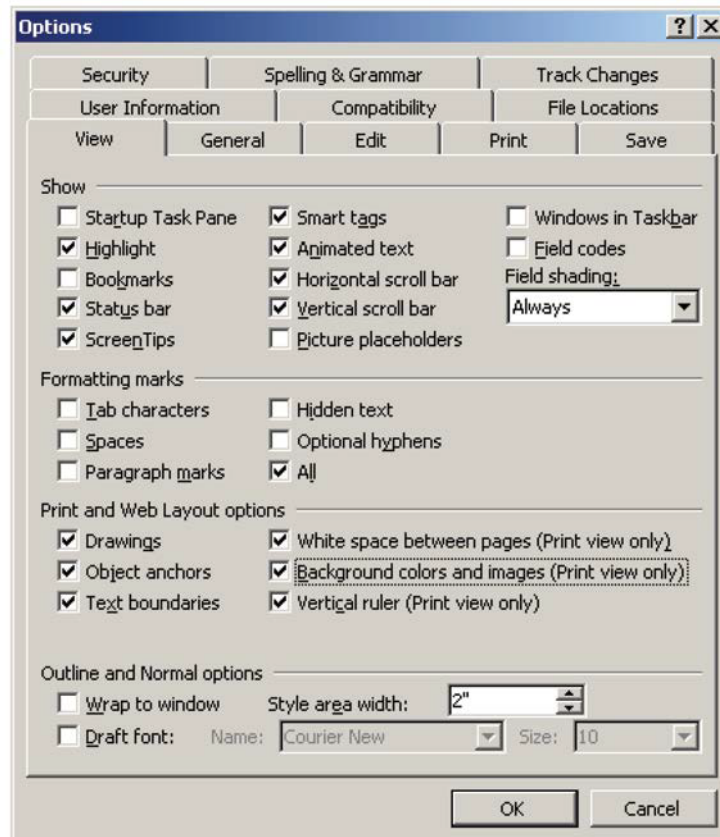 Options
Security Spelling & Grammar Track Changes
User Information Compatibility File Locations
View General Edit Print Save
Show
Startup Task Pane Smart tags Windows in Taskbar
Highlight Animated text Field codes
Bookmarks Horizontal scroll bar Field shading:
Status bar Vertical scroll bar Always
ScreenTips Picture placeholders
Formatting marks
Tab characters Hidden text
Spaces Optional hyphens
Paragraph marks All
Print and Web Layout options
Drawings White space between pages (Print view only)
Object anchors Background colors and images (Print view only)
Text boundaries Vertical ruler (Print view only)
Outline and Normal options
Wrap to window Style area width: 2"
Draft font: Name: Courier New Size: 10
OK Cancel